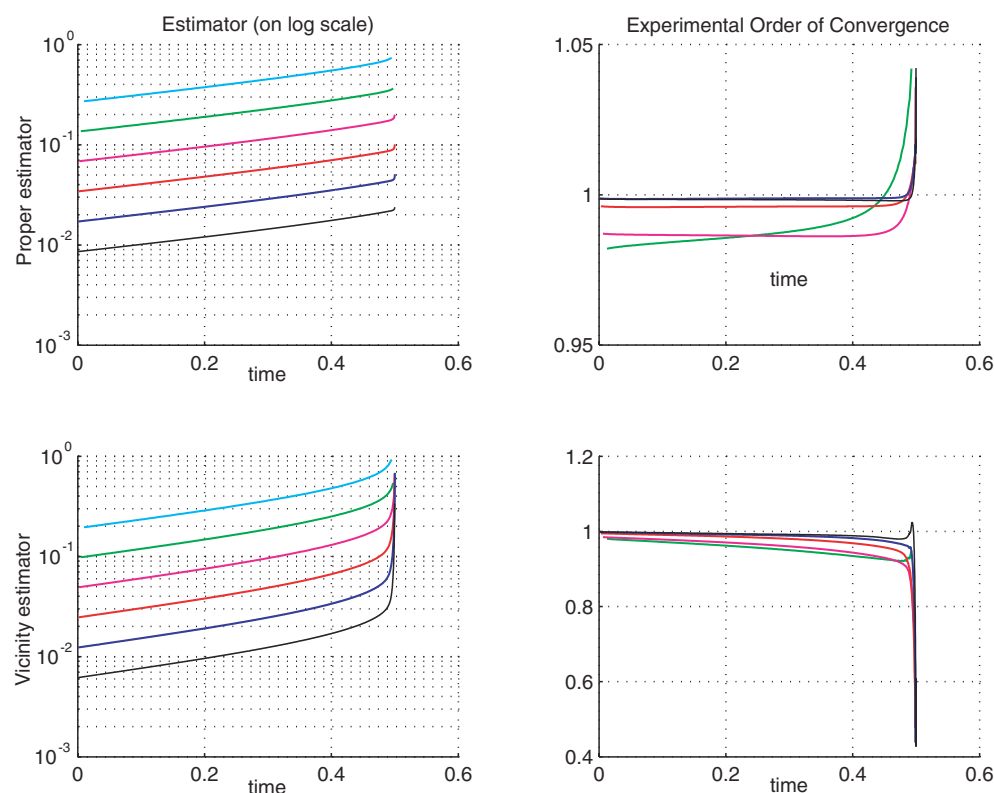 Estimator (on log scale)
Proper estimator
10^0
10^-1
10^-2
10^-3
0 0.2 0.4 0.6
time
Experimental Order of Convergence
1.05
1
0.95
time
0 0.2 0.4 0.6
Vicinity estimator
10^0
10^-1
10^-2
10^-3
0 0.2 0.4 0.6
time
1.2
1
0.8
0.6
0.4
0 0.2 0.4 0.6
time